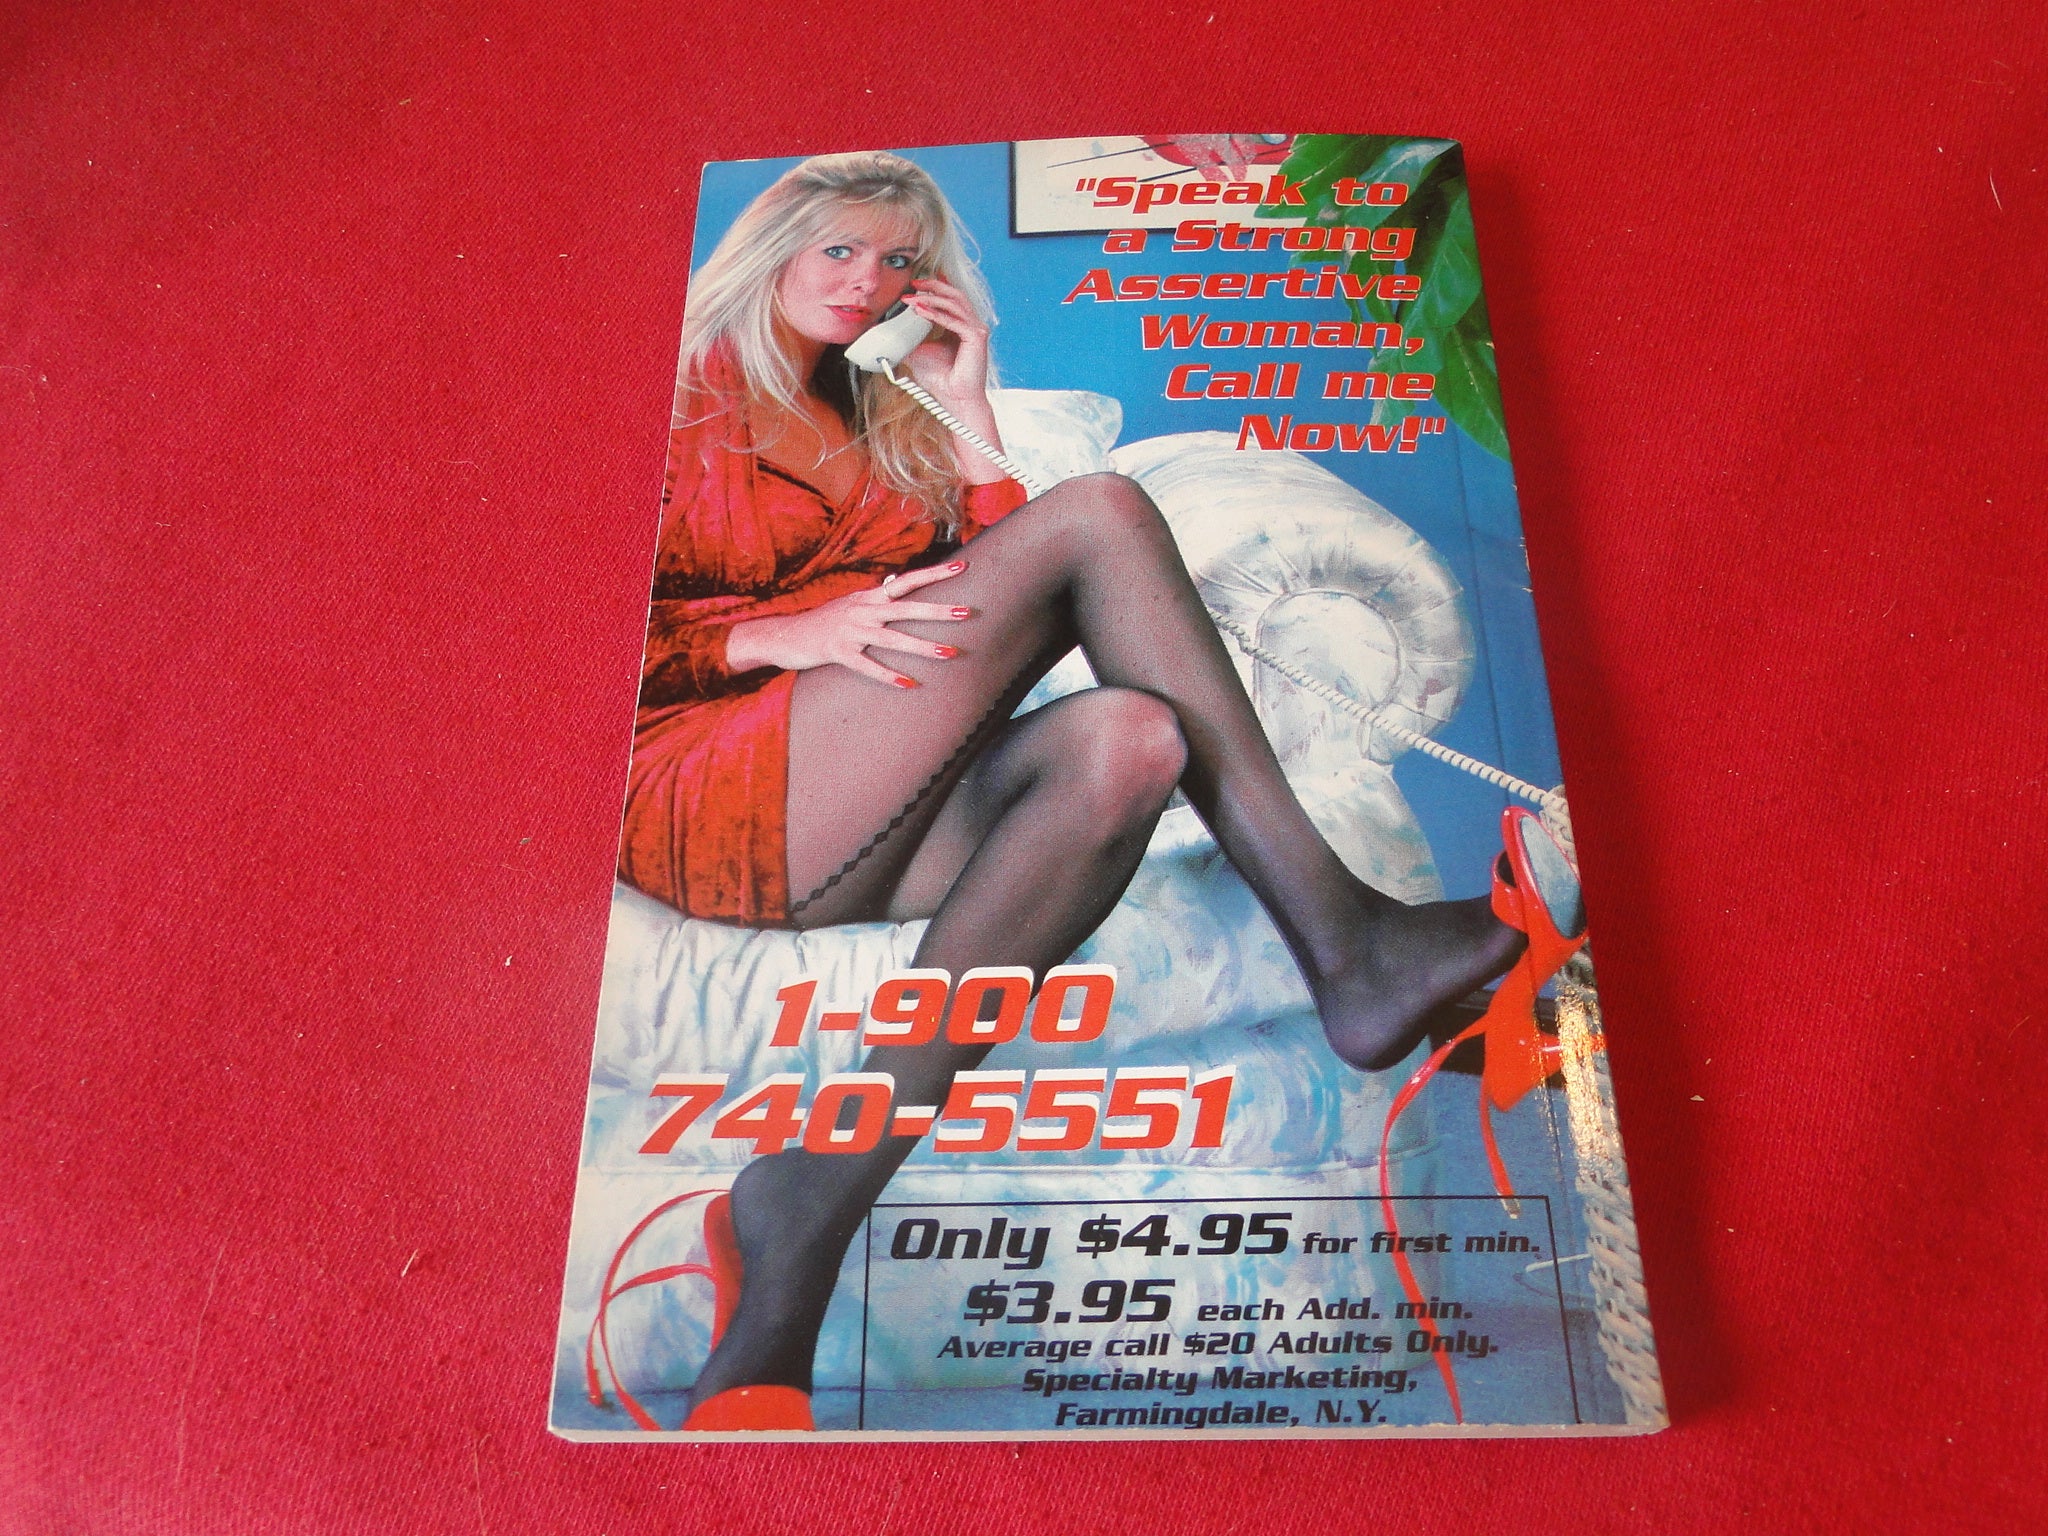 "Speak to
a Strong
Assertive
Woman,
Call me
Now!"
1-900
740-5551
Only $4.95 for first min.
$3.95 each Add. min.
Average call $20 Adults Only.
Specialty Marketing,
Farmingdale, N.Y.